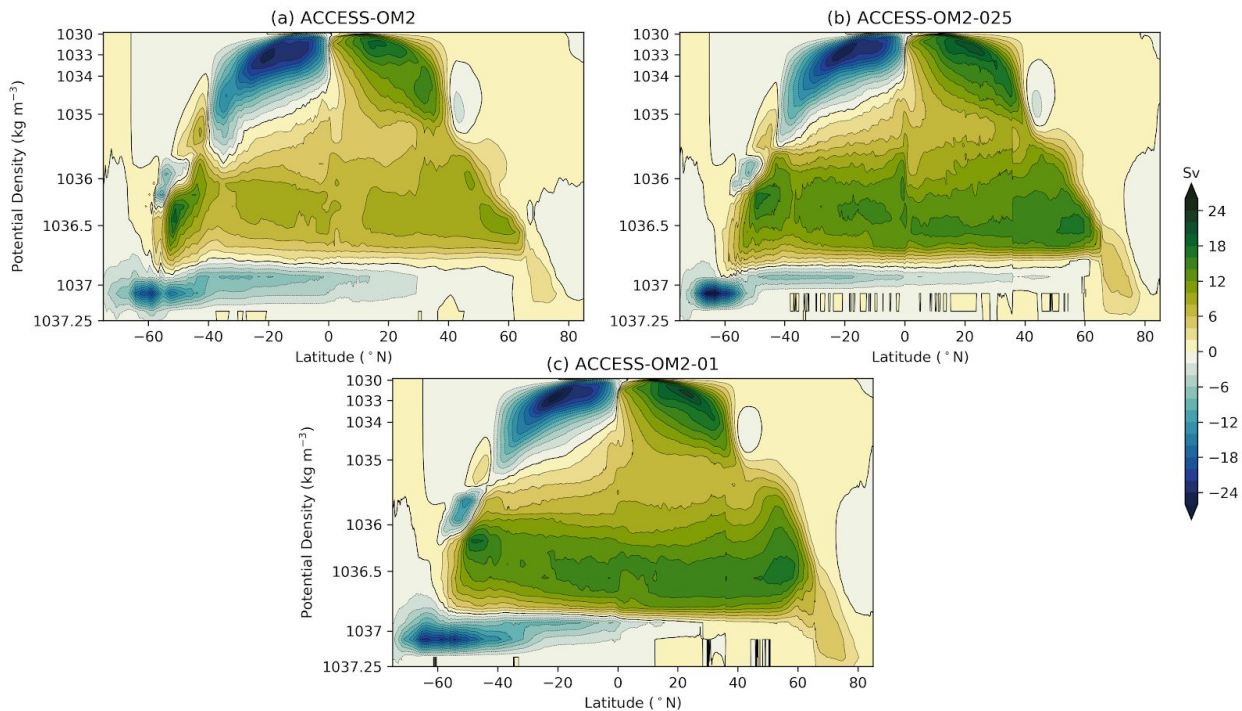 (a) ACCESS-OM2
1030
1033
1034
1035
1036
1036.5
1037
1037.25
Potential Density (kg m⁻³)
−60 −40 −20 0 20 40 60 80
Latitude (°N)
(b) ACCESS-OM2-025
1030
1033
1034
1035
1036
1036.5
1037
1037.25
−60 −40 −20 0 20 40 60 80
Latitude (°N)
Sv
24
18
12
6
0
−6
−12
−18
−24
(c) ACCESS-OM2-01
1030
1033
1034
1035
1036
1036.5
1037
1037.25
Potential Density (kg m⁻³)
−60 −40 −20 0 20 40 60 80
Latitude (°N)